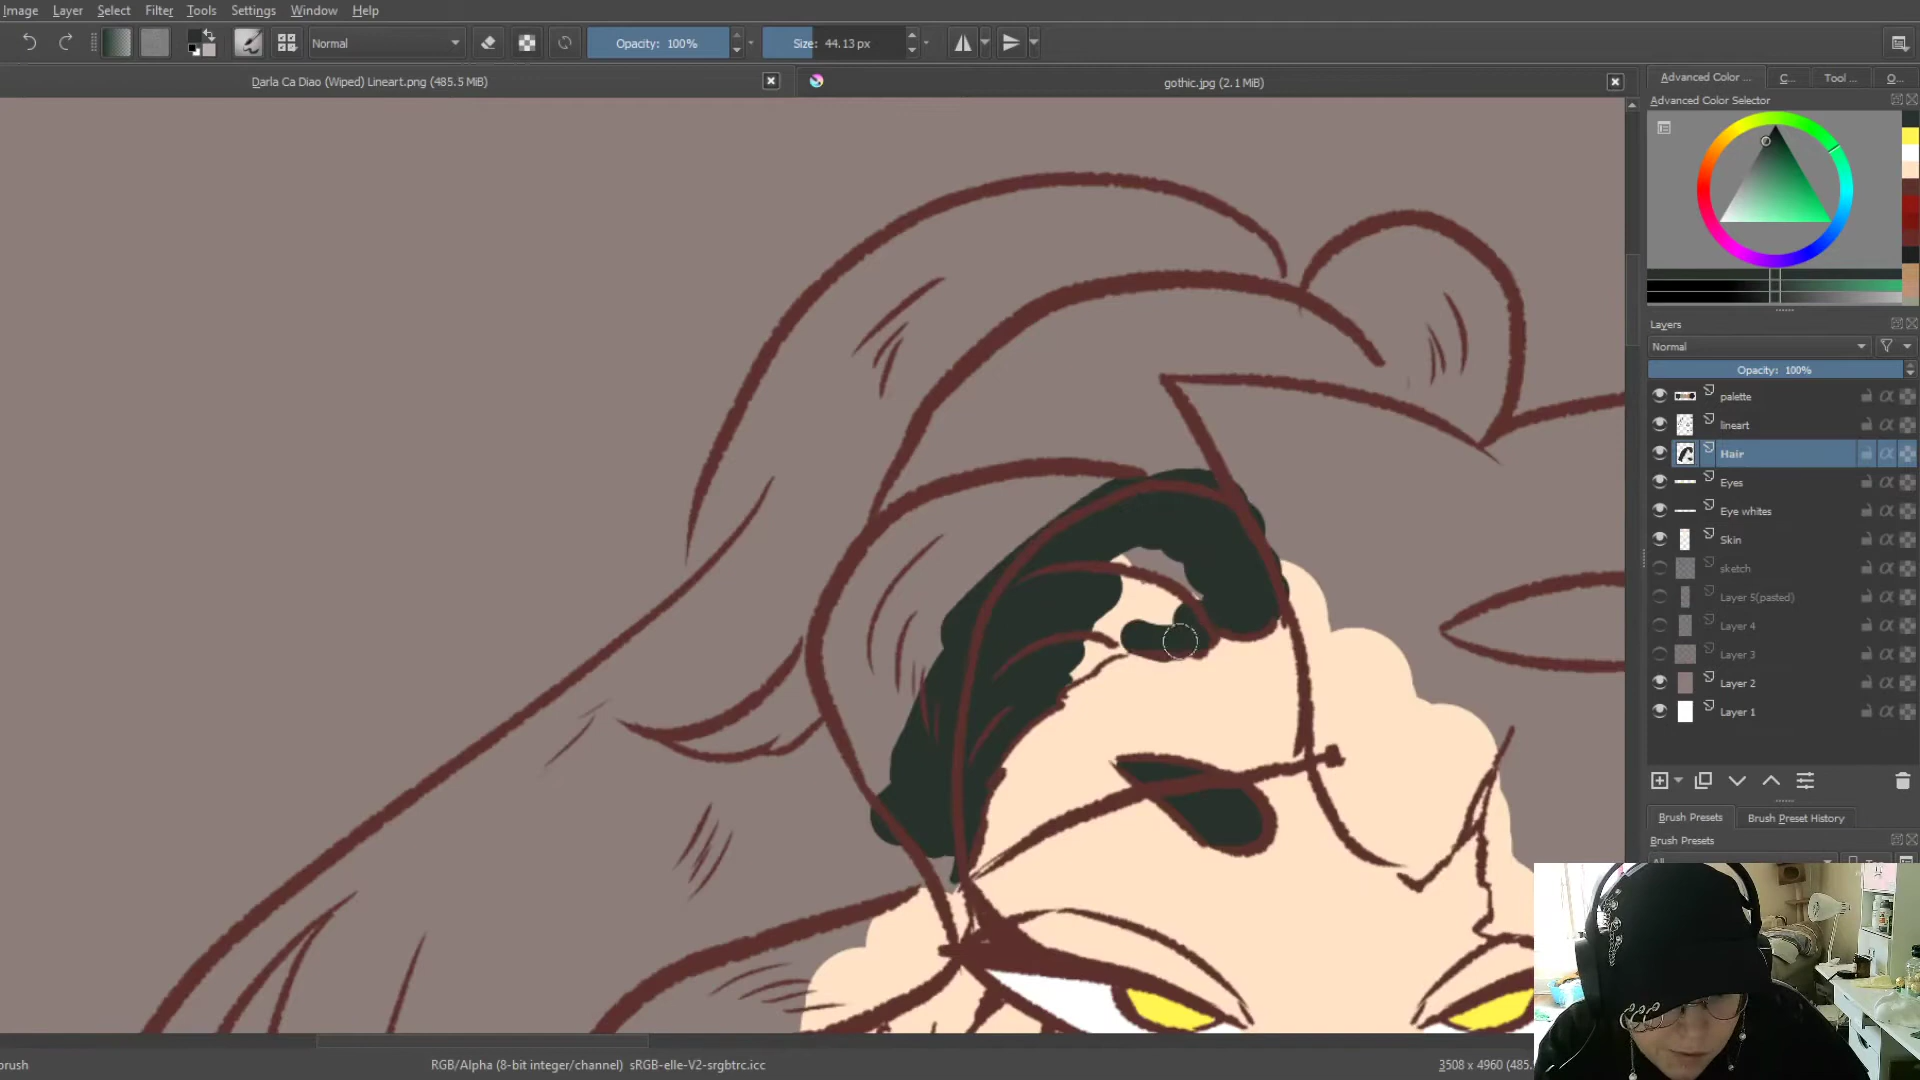 Image Layer Select Filter Tools Settings Window Help
Normal
Opacity: 100%
Size: 44.13 px
Darla Ca Diao (Wiped) Lineart.png (485.5 MiB)
gothic.jpg (2.1 MiB)
Advanced Color ... C... Tool ... O...
Advanced Color Selector
Layers
Normal
Opacity: 100%
palette
lineart
Hair
Eyes
Eye whites
Skin
sketch
Layer 5(pasted)
Layer 4
Layer 3
Layer 2
Layer 1
Brush Presets Brush Preset History
Brush Presets
brush
RGB/Alpha (8-bit integer/channel) sRGB-elle-V2-srgbtrc.icc
3508 x 4960 (485.